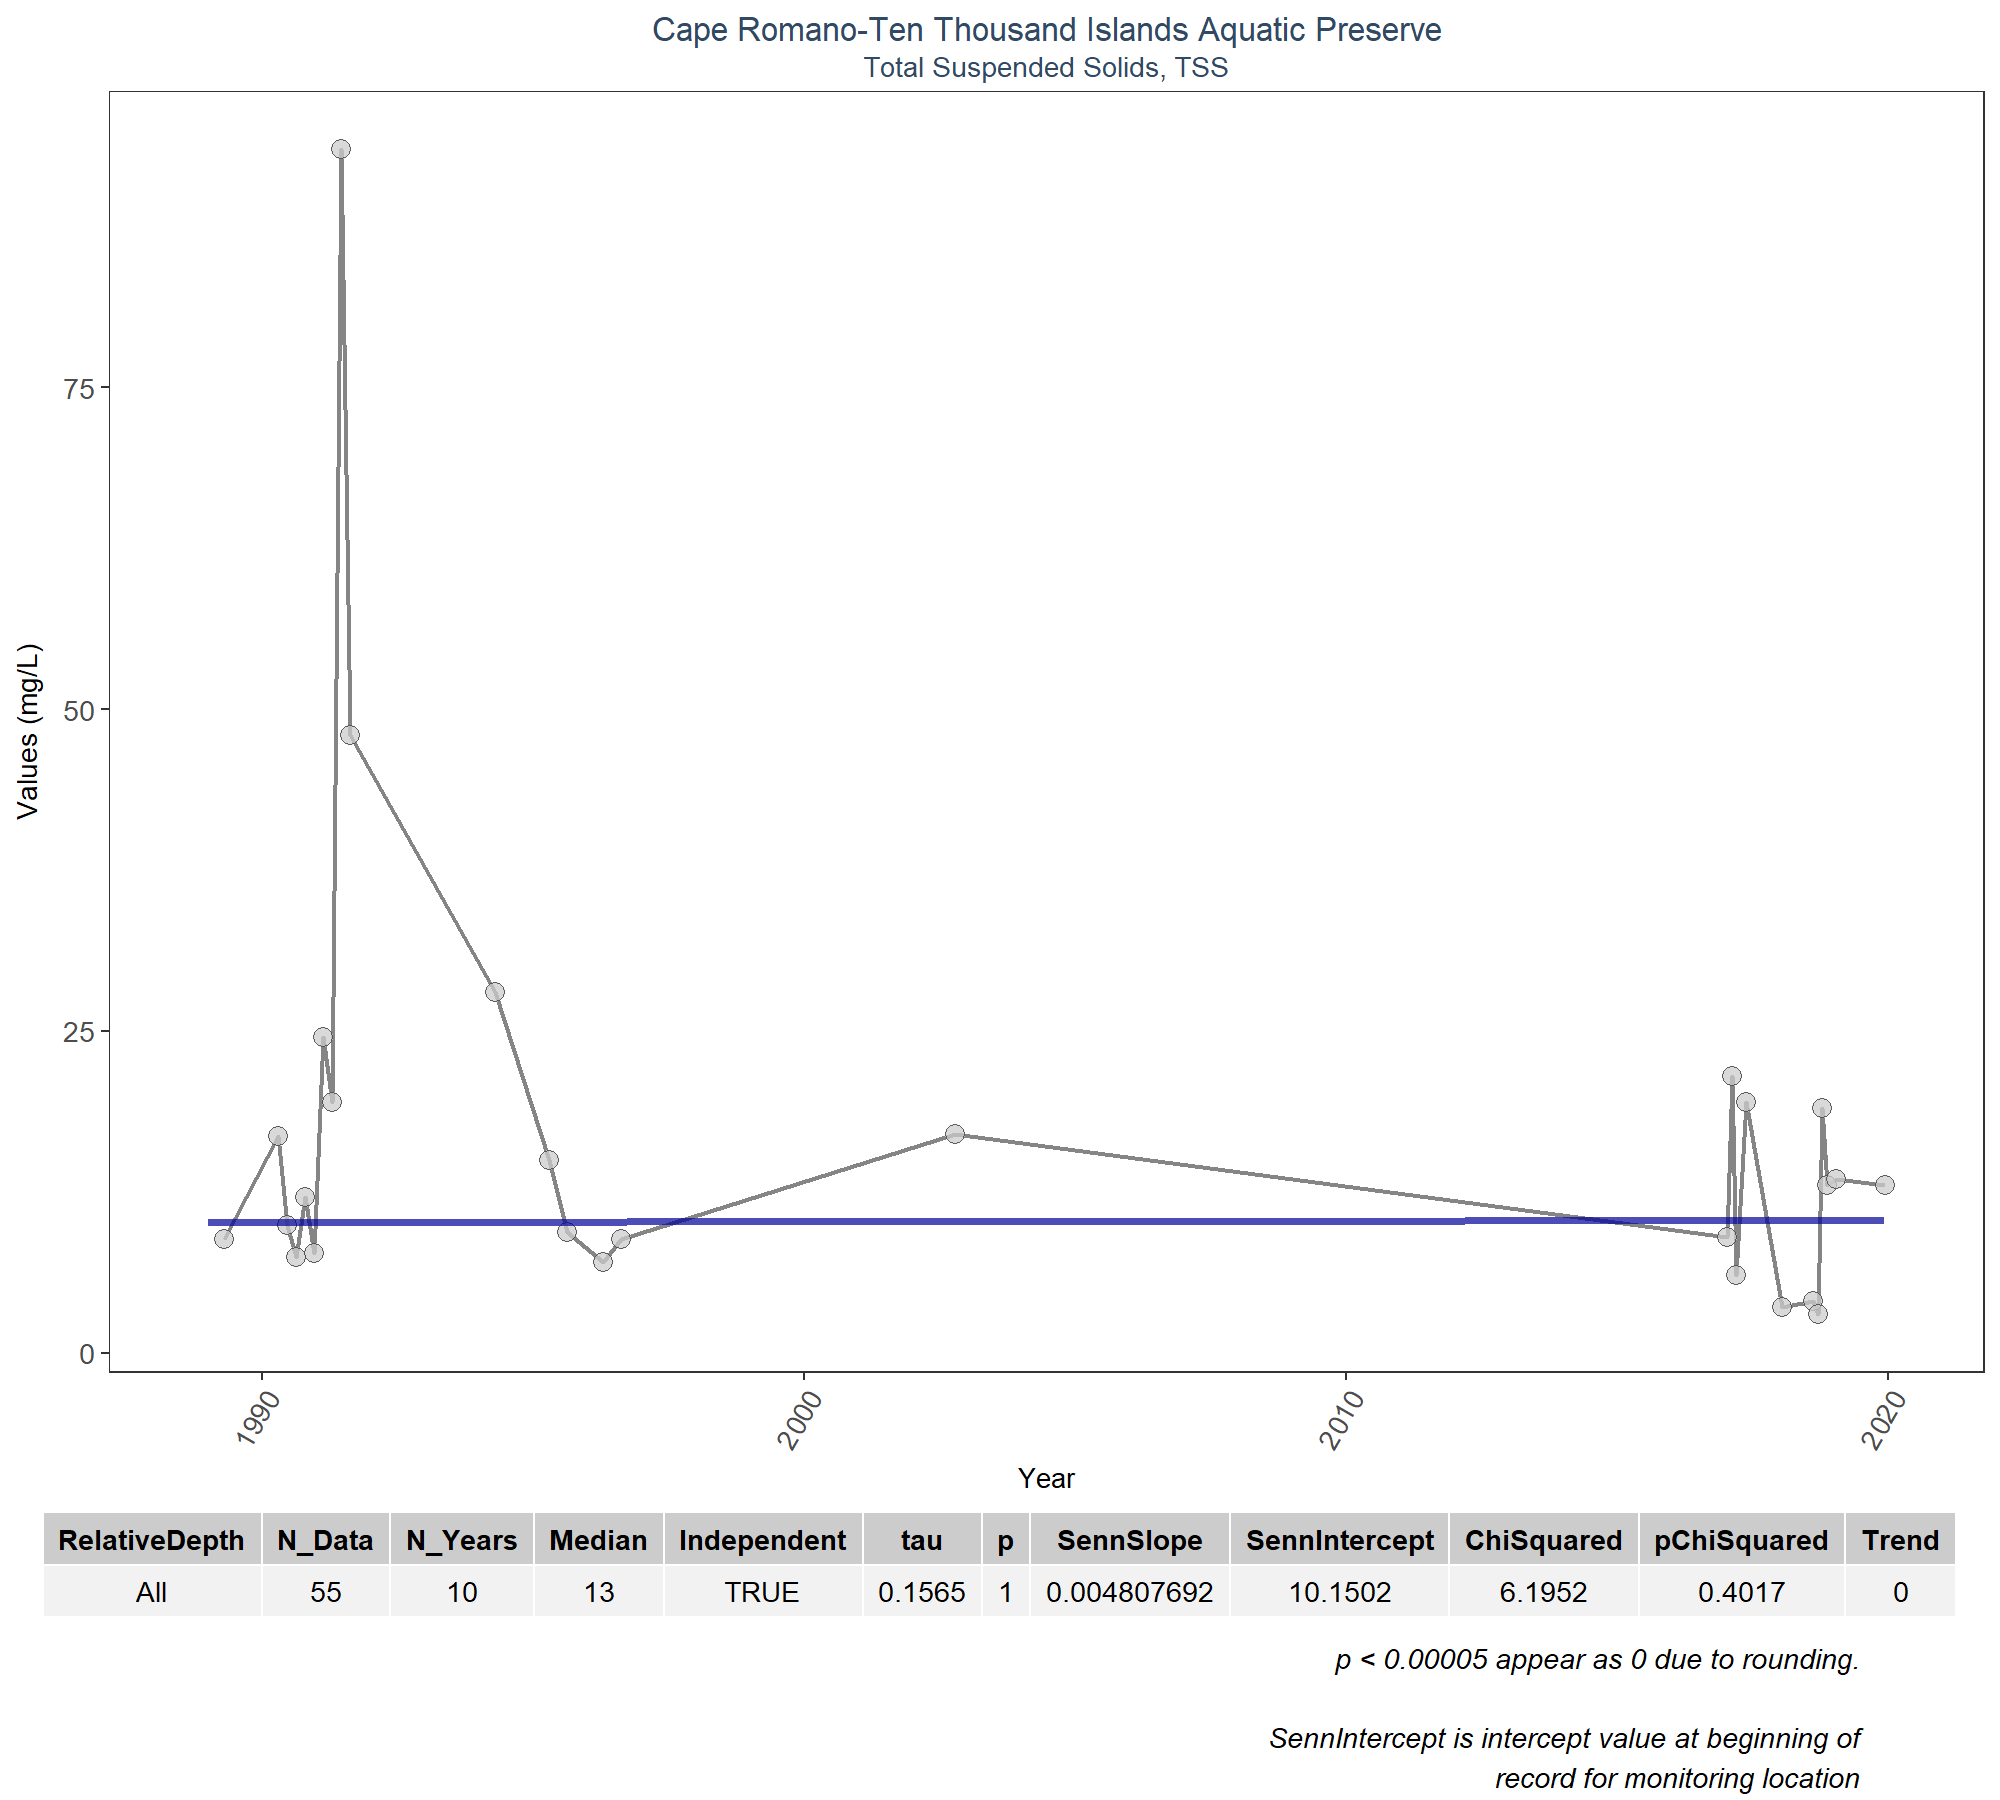 Cape Romano-Ten Thousand Islands Aquatic Preserve
Total Suspended Solids, TSS
Values (mg/L)
75
50
25
0
1990
2000
2010
2020
Year
RelativeDepth N_Data N_Years Median Independent tau p SennSlope SennIntercept ChiSquared pChiSquared Trend
All 55 10 13 TRUE 0.1565 1 0.004807692 10.1502 6.1952 0.4017 0
p < 0.00005 appear as 0 due to rounding.
SennIntercept is intercept value at beginning of
record for monitoring location